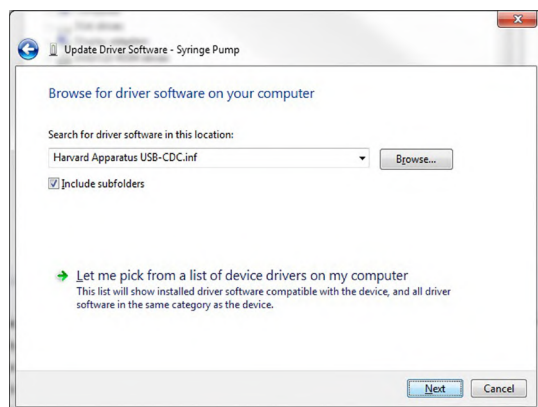 Update Driver Software - Syringe Pump
Browse for driver software on your computer
Search for driver software in this location:
Harvard Apparatus USB-CDC.inf
Browse...
Include subfolders
Let me pick from a list of device drivers on my computer
This list will show installed driver software compatible with the device, and all driver
software in the same category as the device.
Next
Cancel